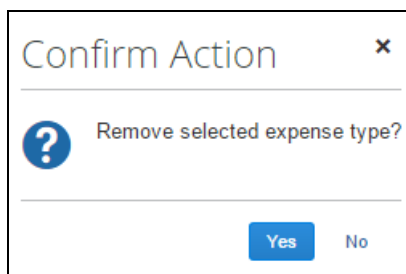 Confirm Action ×
Remove selected expense type?
Yes No